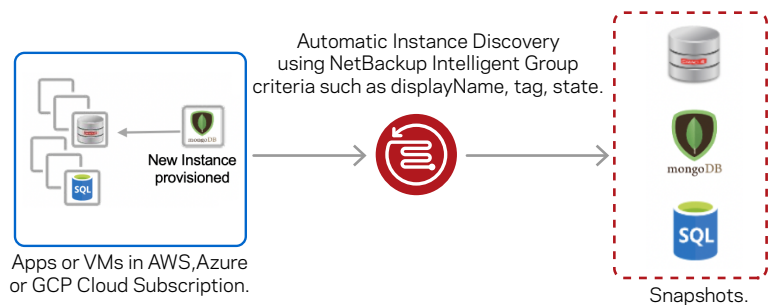 Automatic Instance Discovery
using NetBackup Intelligent Group
criteria such as displayName, tag, state.
mongoDB
New Instance
provisioned
SQL
Apps or VMs in AWS,Azure
or GCP Cloud Subscription.
mongoDB
SQL
Snapshots.